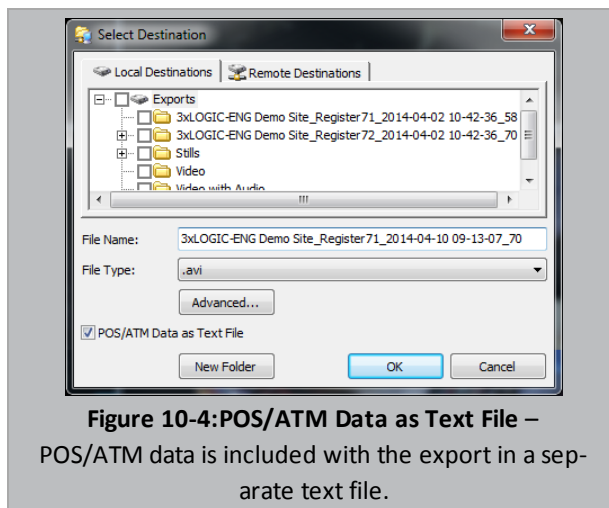 Select Destination
Local Destinations Remote Destinations
Exports
3xLOGIC-ENG Demo Site_Register71_2014-04-02 10-42-36_58
3xLOGIC-ENG Demo Site_Register72_2014-04-02 10-42-36_70
Stills
Video
Video with Audio
File Name: 3xLOGIC-ENG Demo Site_Register71_2014-04-10 09-13-07_70
File Type: .avi
Advanced...
POS/ATM Data as Text File
New Folder OK Cancel
Figure 10-4:POS/ATM Data as Text File –
POS/ATM data is included with the export in a sep-
arate text file.